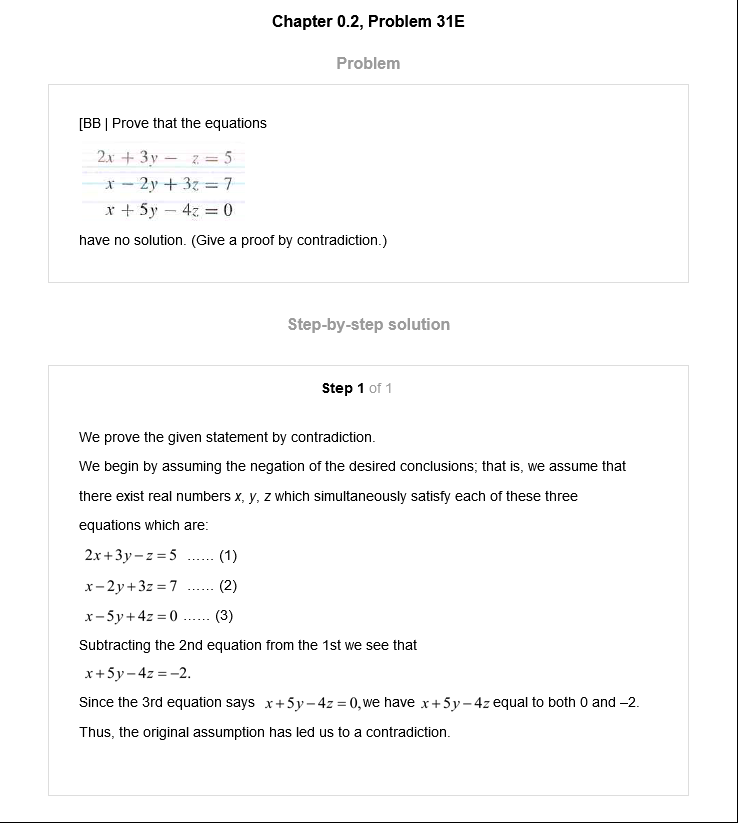 Chapter 0.2, Problem 31E
Problem
[BB | Prove that the equations
2x + 3y − z = 5
x − 2y + 3z = 7
x + 5y − 4z = 0
have no solution. (Give a proof by contradiction.)
Step-by-step solution
Step 1 of 1
We prove the given statement by contradiction.
We begin by assuming the negation of the desired conclusions; that is, we assume that
there exist real numbers x, y, z which simultaneously satisfy each of these three
equations which are:
2x+3y−z=5 ...... (1)
x−2y+3z=7 ...... (2)
x−5y+4z=0 ...... (3)
Subtracting the 2nd equation from the 1st we see that
x+5y−4z=−2.
Since the 3rd equation says x+5y−4z=0, we have x+5y−4z equal to both 0 and –2.
Thus, the original assumption has led us to a contradiction.